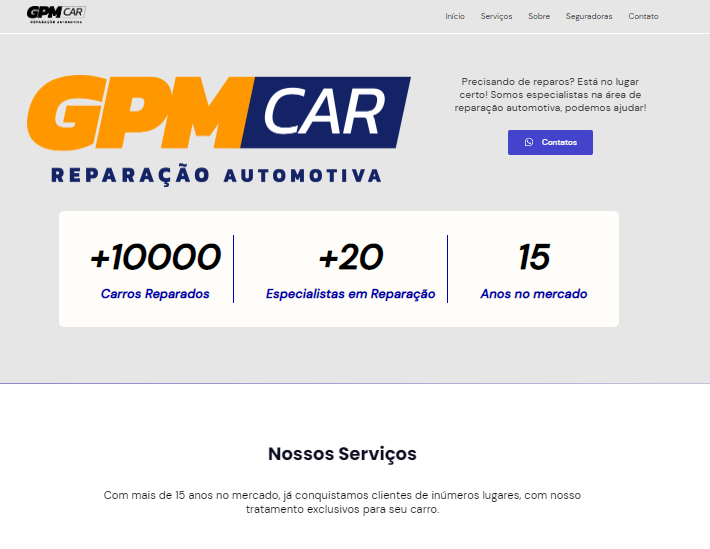 GPM CAR
REPARAÇÃO AUTOMOTIVA
Início Serviços Sobre Seguradoras Contato
GPM CAR
REPARAÇÃO AUTOMOTIVA
Precisando de reparos? Está no lugar
certo! Somos especialistas na área de
reparação automotiva, podemos ajudar!
Contatos
+10000
Carros Reparados
+20
Especialistas em Reparação
15
Anos no mercado
Nossos Serviços
Com mais de 15 anos no mercado, já conquistamos clientes de inúmeros lugares, com nosso
tratamento exclusivos para seu carro.